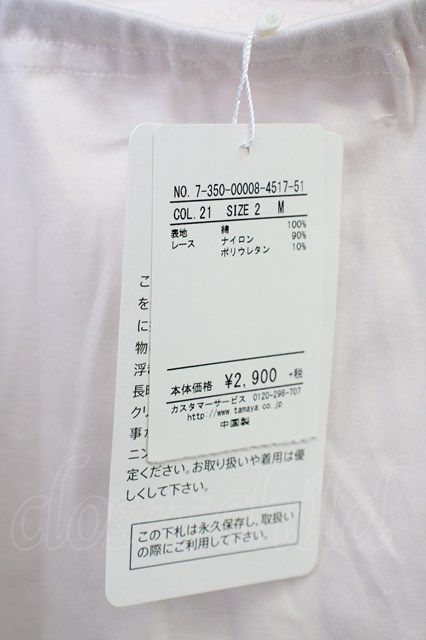 NO. 7-350-00008-4517-51
COL. 21 SIZE 2 M
表地 綿 100%
レース ナイロン 90%
ポリウレタン 10%
本体価格 ¥2,900 +税
カスタマーサービス 0120-298-707
http://www.tamaya.co.jp
中国製
こ
を
に
物
浮
長
クリ
事
ニン
定ください。お取り扱いや着用は優
しくして下さい。
この下札は永久保存し、取扱い
の際にご利用して下さい。